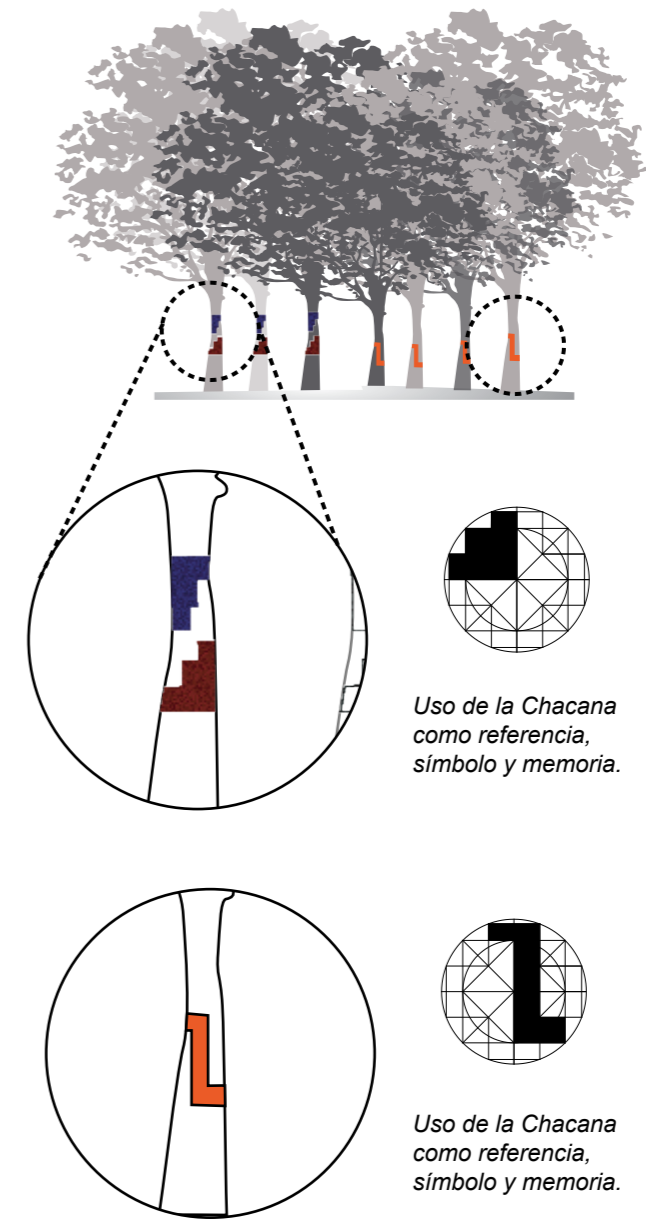 Uso de la Chacana
como referencia,
símbolo y memoria.
Uso de la Chacana
como referencia,
símbolo y memoria.